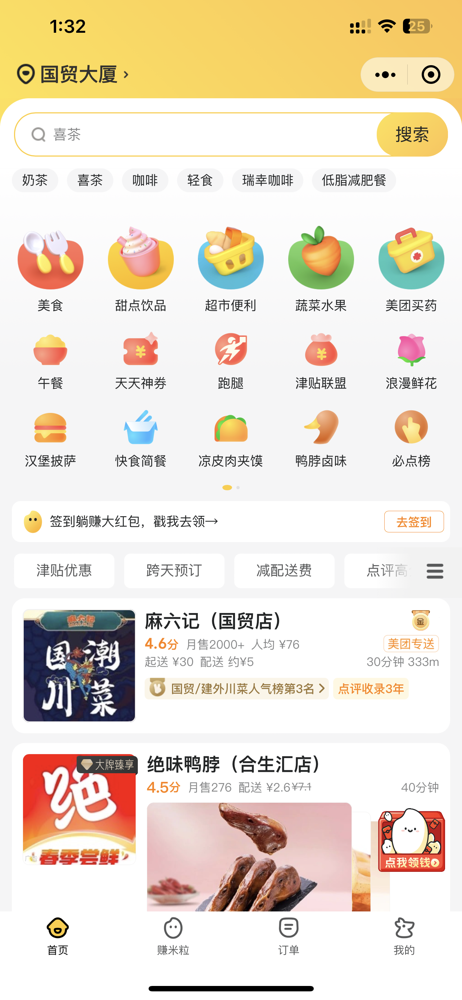 1:32
25
国贸大厦
喜茶
搜索
奶茶 喜茶 咖啡 轻食 瑞幸咖啡 低脂减肥餐
美食 甜点饮品 超市便利 蔬菜水果 美团买药
¥ ¥
午餐 天天神券 跑腿 津贴联盟 浪漫鲜花
汉堡披萨 快食简餐 凉皮肉夹馍 鸭脖卤味 必点榜
签到躺赚大红包，戳我去领→
去签到
津贴优惠 跨天预订 减配送费 点评高
麻六记
国潮
川菜
麻六记（国贸店）
金
4.6分 月售2000+ 人均 ¥76
美团专送
起送 ¥30 配送 约¥5
30分钟 333m
国贸/建外川菜人气榜第3名
点评收录3年
大牌臻享
绝
春季尝鲜
广告
绝味鸭脖（合生汇店）
4.5分 月售276 配送 ¥2.6 ¥7.1
40分钟
点我领钱
首页 赚米粒 订单 我的